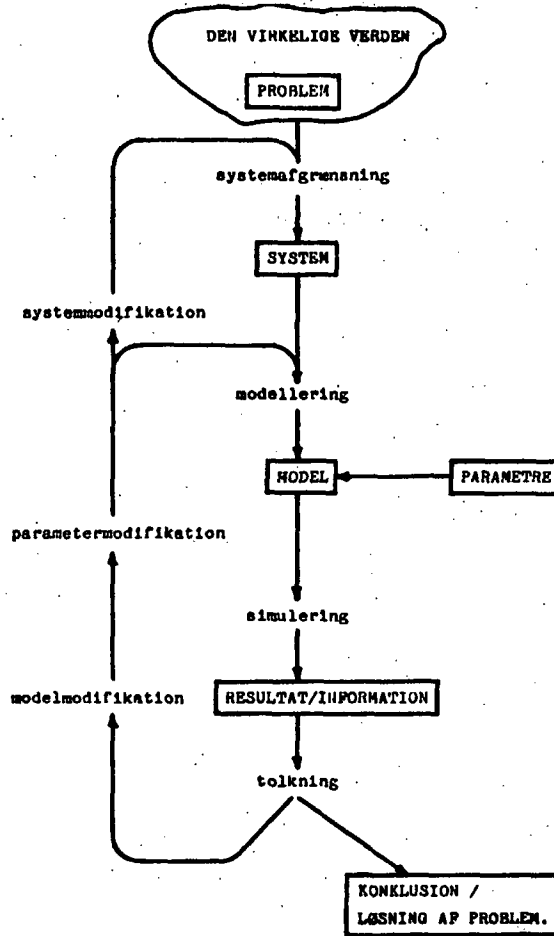 DEN VIRKELIGE VERDEN
PROBLEM
systemafgrænsning
SYSTEM
systemmodifikation
modellering
MODEL
PARAMETRE
parametermodifikation
simulering
modelmodifikation
RESULTAT/INFORMATION
tolkning
KONKLUSION /
LØSNING AF PROBLEM.